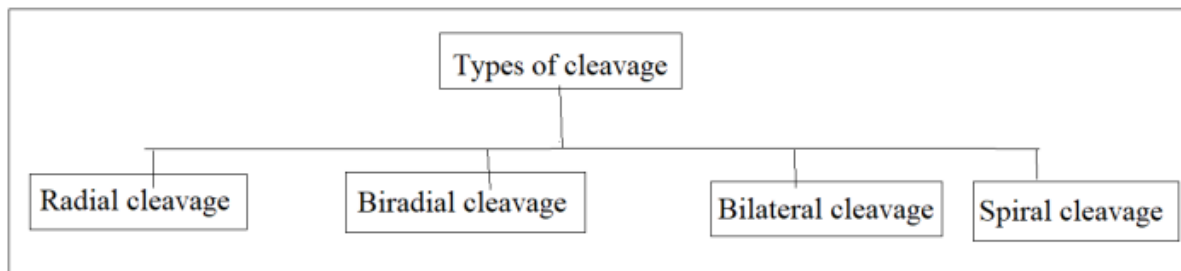 Types of cleavage
Radial cleavage
Biradial cleavage
Bilateral cleavage
Spiral cleavage